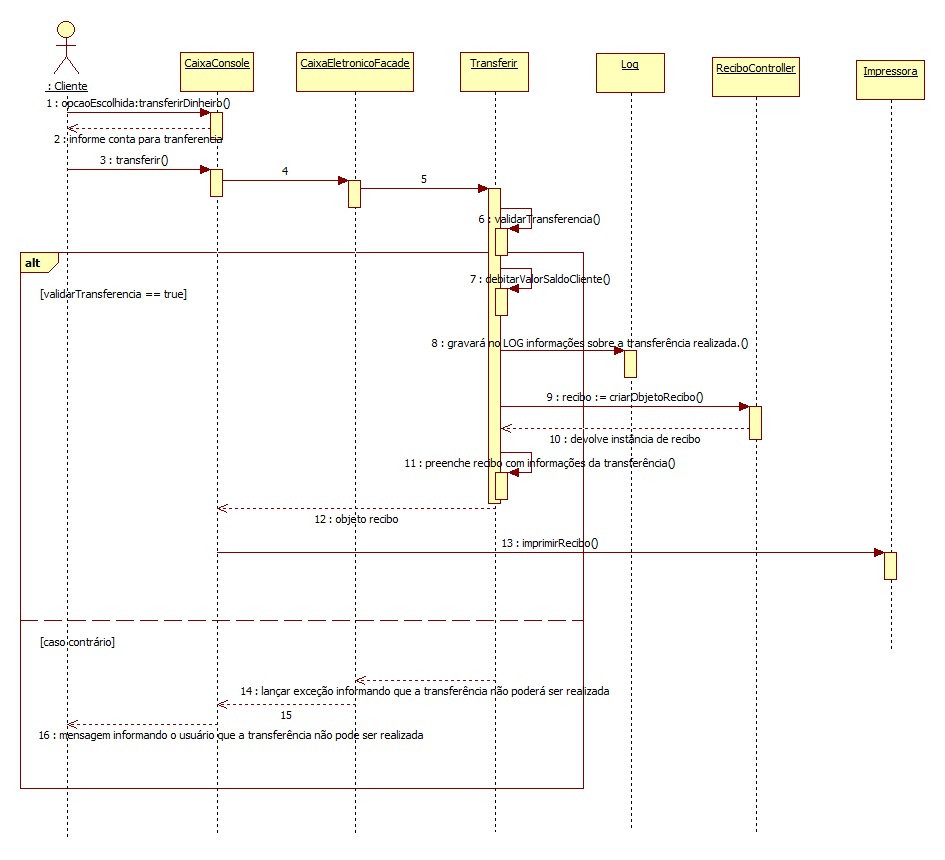 CaixaConsole
CaixaEletronicoFacade
Transferir
Log
ReciboController
Impressora
: Cliente
1 : opcaoEscolhida:transferirDinheiro()
2 : informe conta para tranferencia
3 : transferir()
4
5
6 : validarTransferencia()
alt
7 : debitarValorSaldoCliente()
[validarTransferencia == true]
8 : gravará no LOG informações sobre a transferência realizada.()
9 : recibo := criarObjetoRecibo()
10 : devolve instância de recibo
11 : preenche recibo com informações da transferência()
12 : objeto recibo
13 : imprimirRecibo()
[caso contrário]
14 : lançar exceção informando que a transferência não poderá ser realizada
15
16 : mensagem informando o usuário que a transferência não pode ser realizada